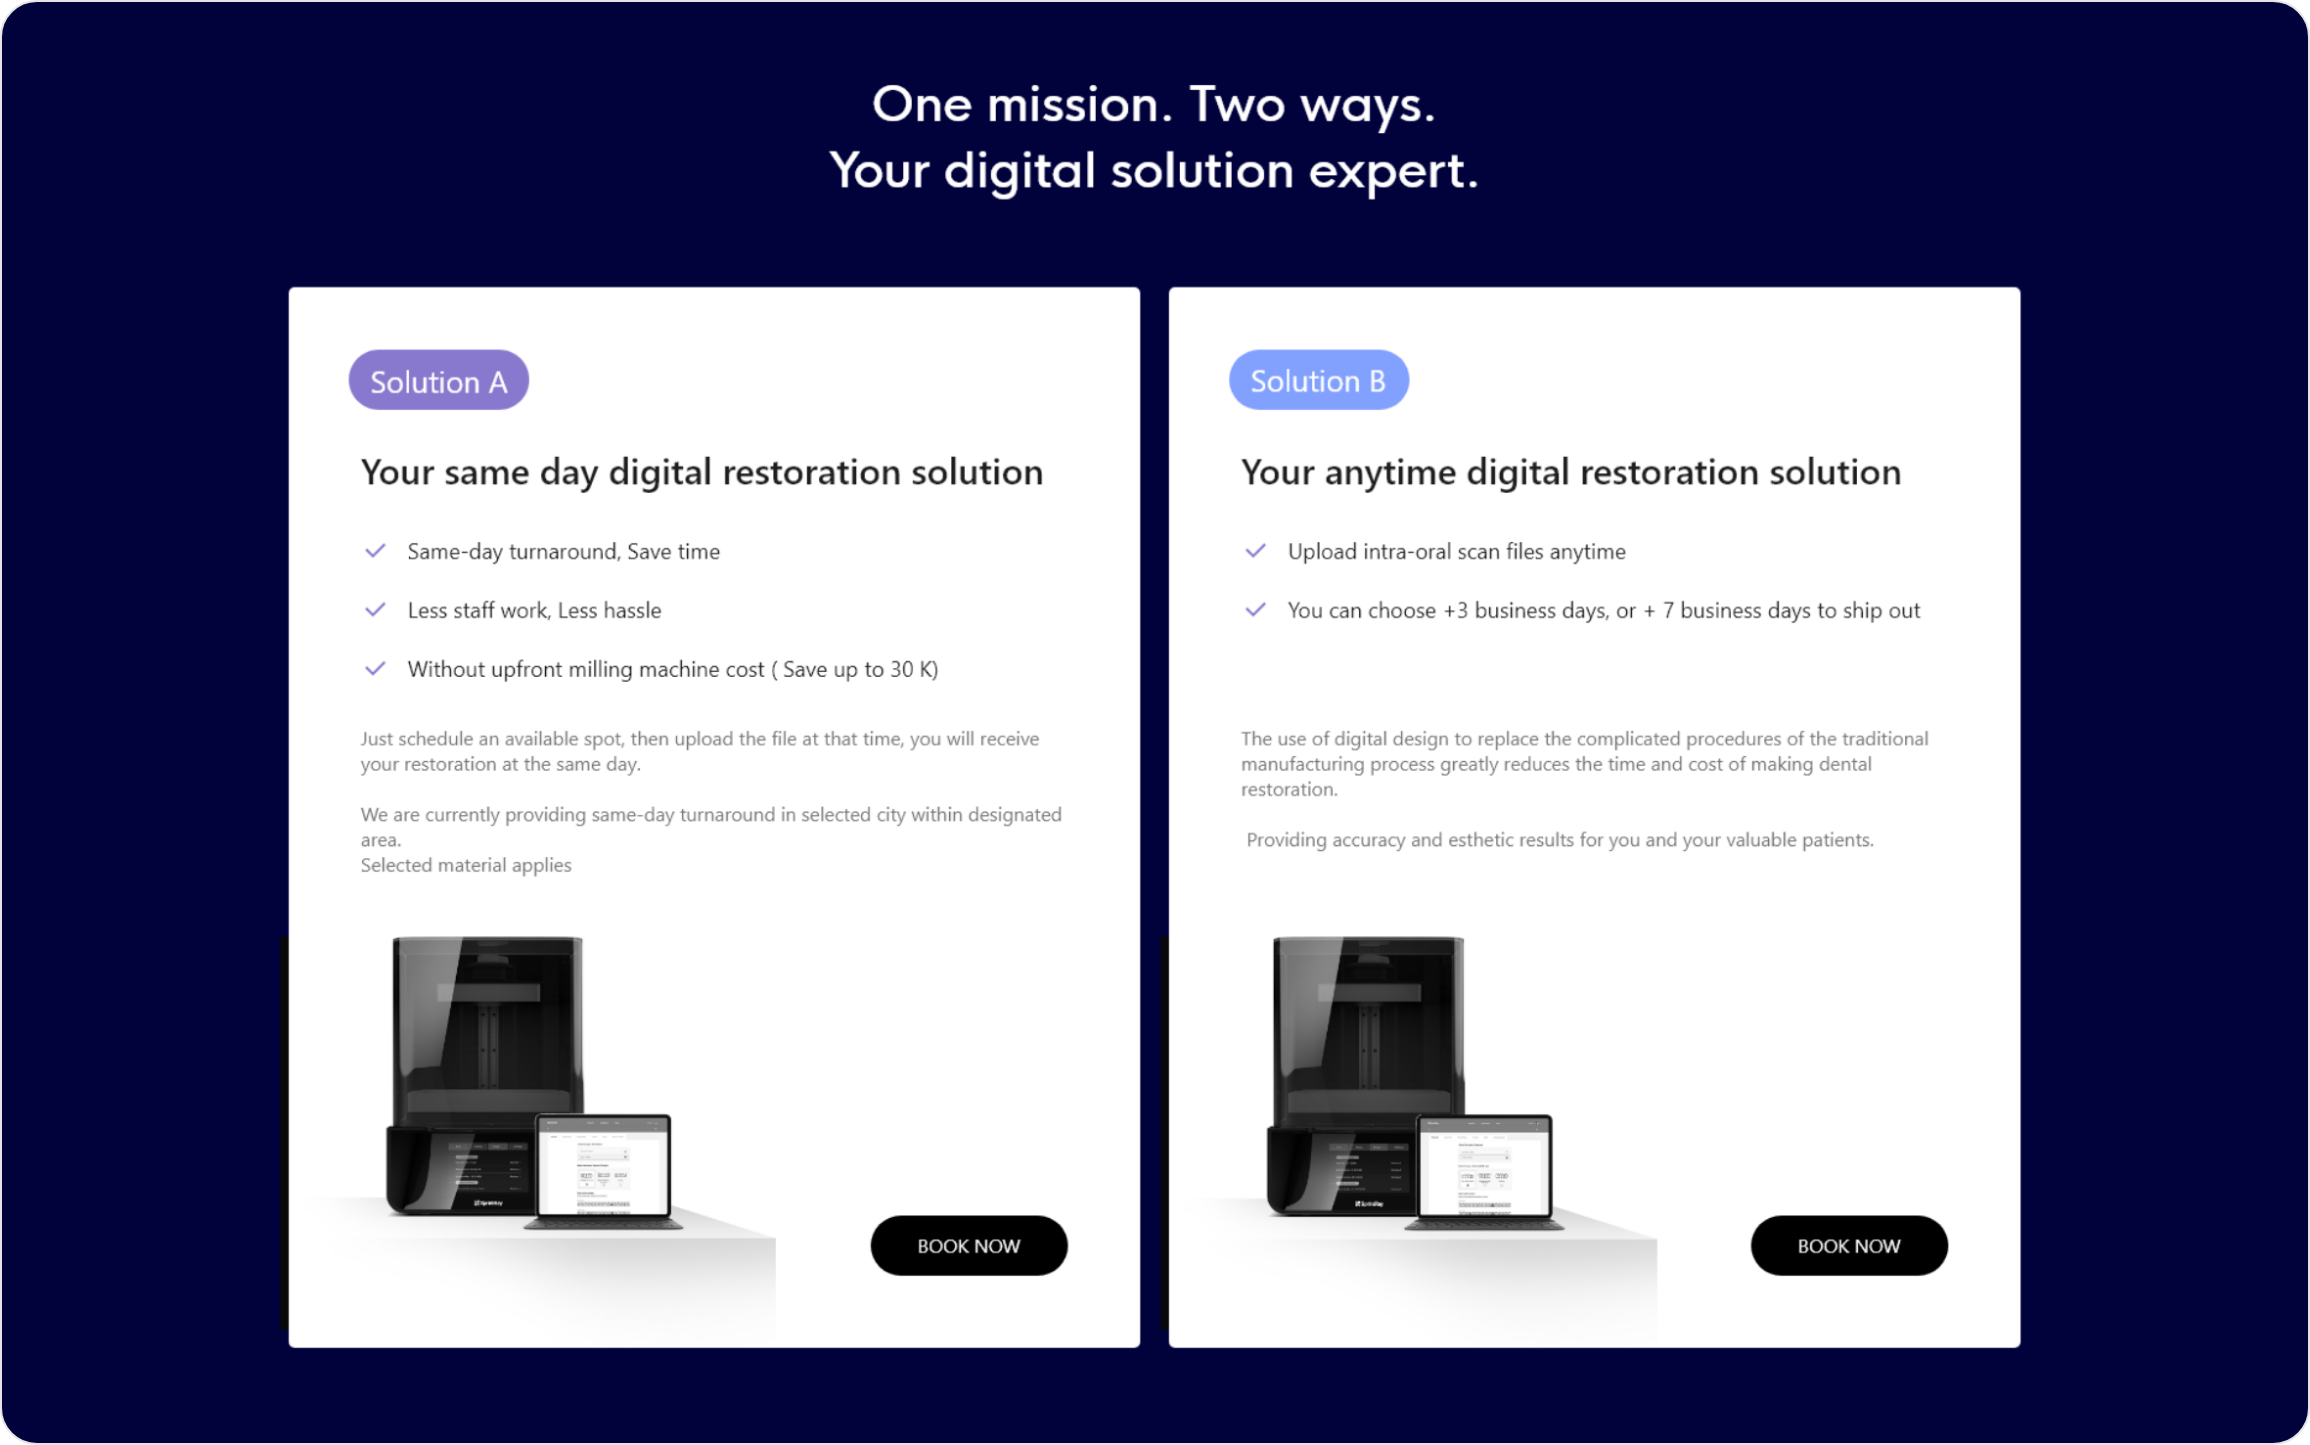 One mission. Two ways.
Your digital solution expert.
Solution A
Your same day digital restoration solution
Same-day turnaround, Save time
Less staff work, Less hassle
Without upfront milling machine cost ( Save up to 30 K)
Just schedule an available spot, then upload the file at that time, you will receive
your restoration at the same day.
We are currently providing same-day turnaround in selected city within designated
area.
Selected material applies
SprintRay
BOOK NOW
Solution B
Your anytime digital restoration solution
Upload intra-oral scan files anytime
You can choose +3 business days, or + 7 business days to ship out
The use of digital design to replace the complicated procedures of the traditional
manufacturing process greatly reduces the time and cost of making dental
restoration.
Providing accuracy and esthetic results for you and your valuable patients.
SprintRay
BOOK NOW